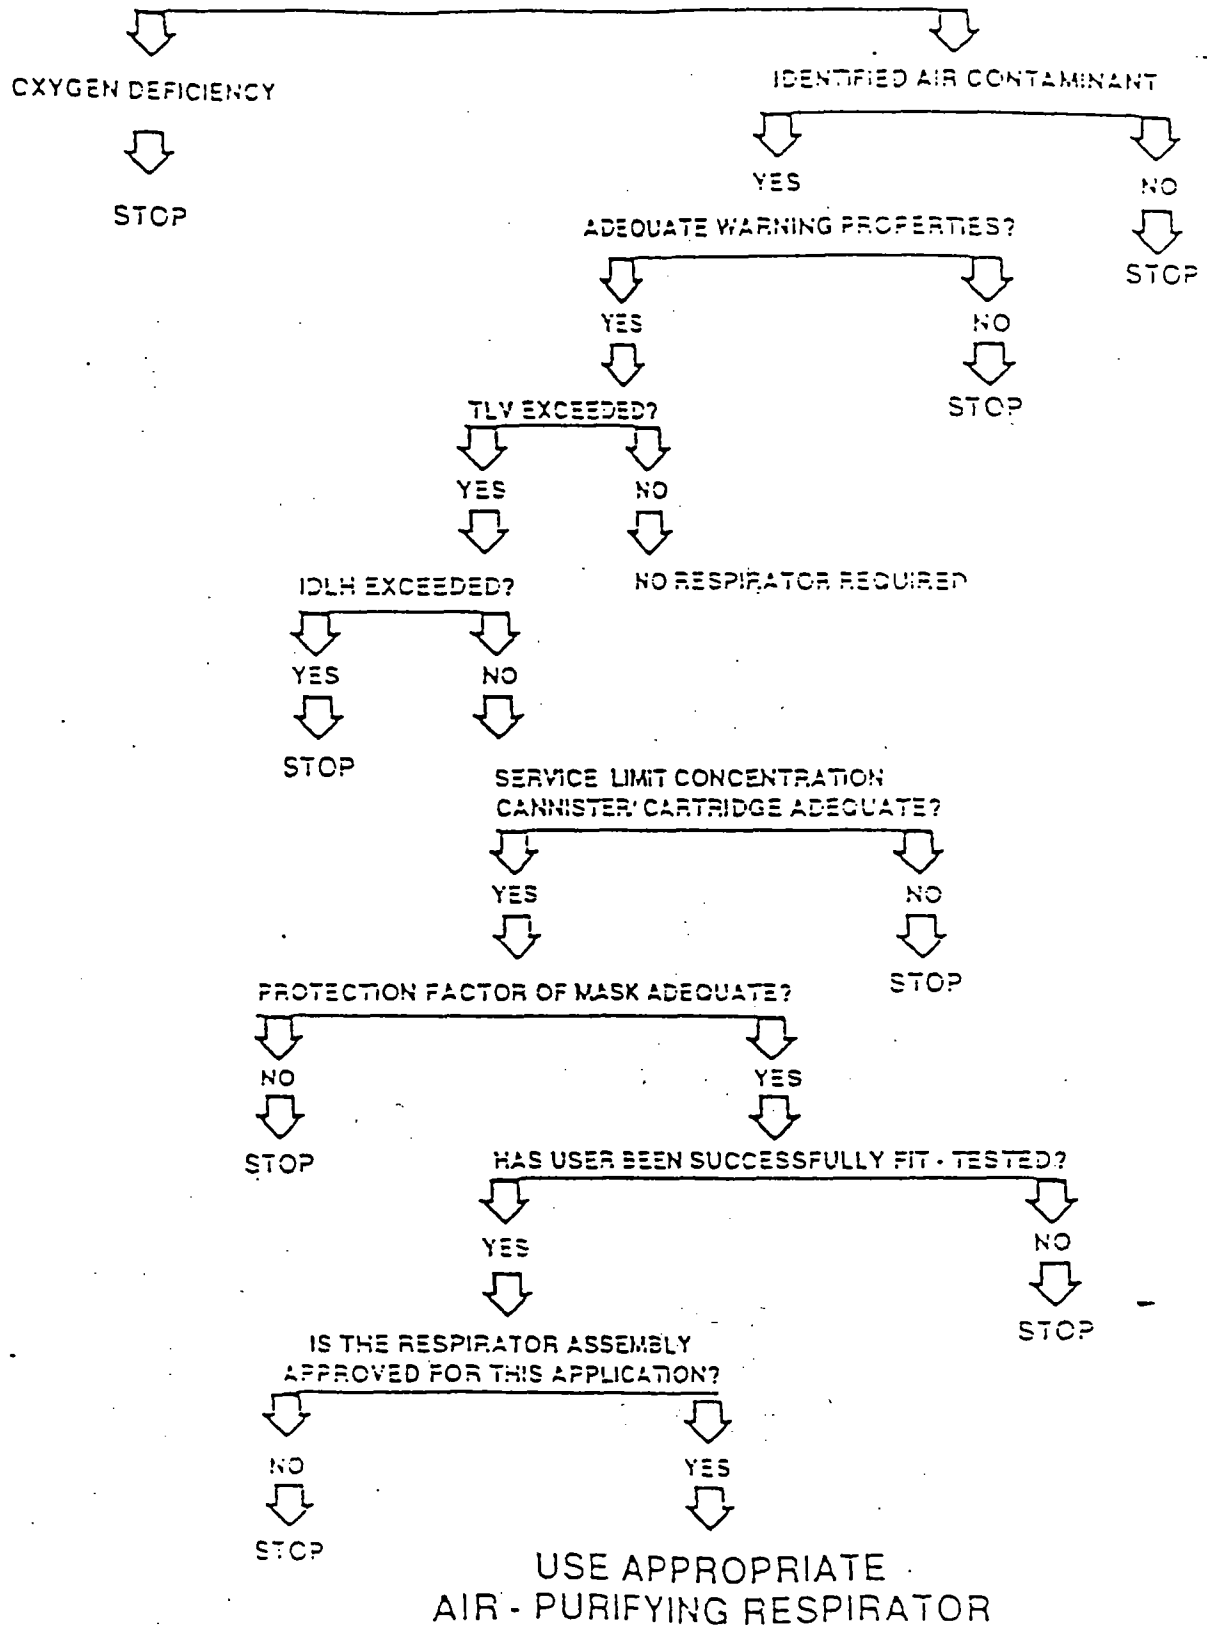 OXYGEN DEFICIENCY
IDENTIFIED AIR CONTAMINANT
STOP
YES
NO
STOP
ADEQUATE WARNING PROPERTIES?
YES
NO
STOP
TLV EXCEEDED?
YES
NO
IDLH EXCEEDED?
NO RESPIRATOR REQUIRED
YES
NO
STOP
SERVICE LIMIT CONCENTRATION
CANNISTER/CARTRIDGE ADEQUATE?
YES
NO
STOP
PROTECTION FACTOR OF MASK ADEQUATE?
NO
YES
STOP
HAS USER BEEN SUCCESSFULLY FIT - TESTED?
YES
NO
STOP
IS THE RESPIRATOR ASSEMBLY
APPROVED FOR THIS APPLICATION?
NO
YES
STOP
USE APPROPRIATE
AIR - PURIFYING RESPIRATOR